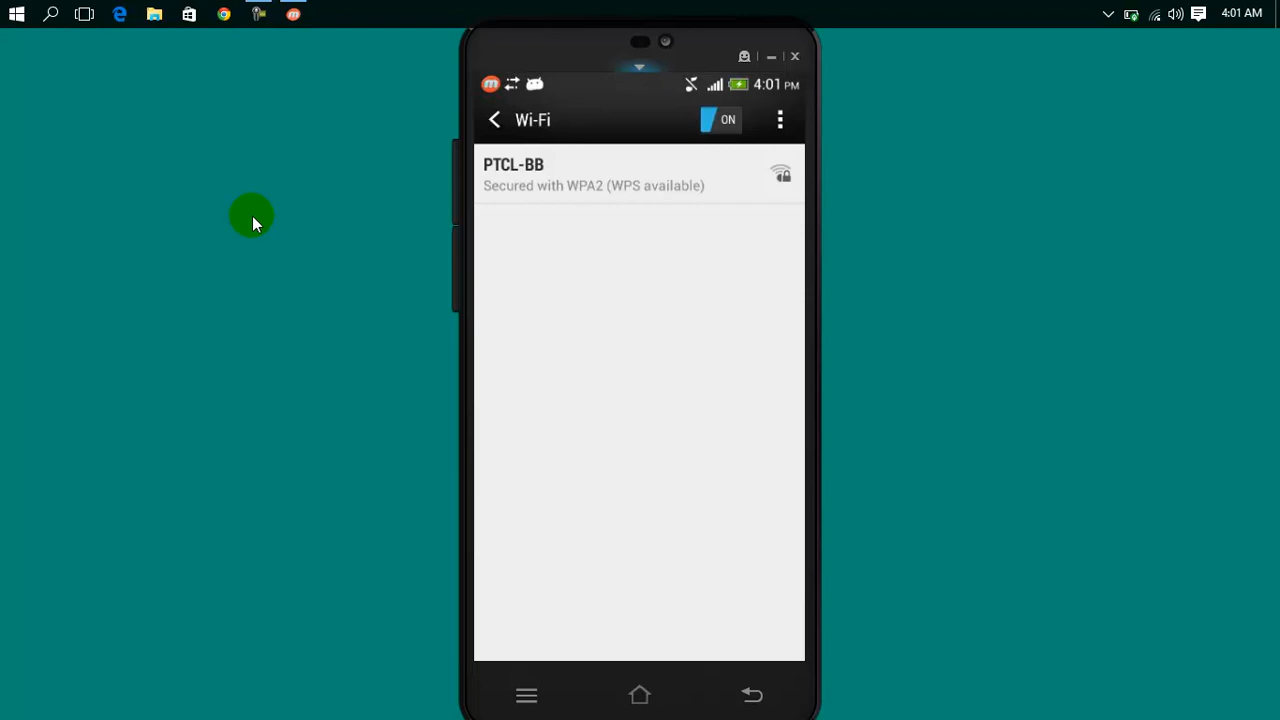 4:01 AM
4:01 PM
Wi-Fi
ON
PTCL-BB
Secured with WPA2 (WPS available)